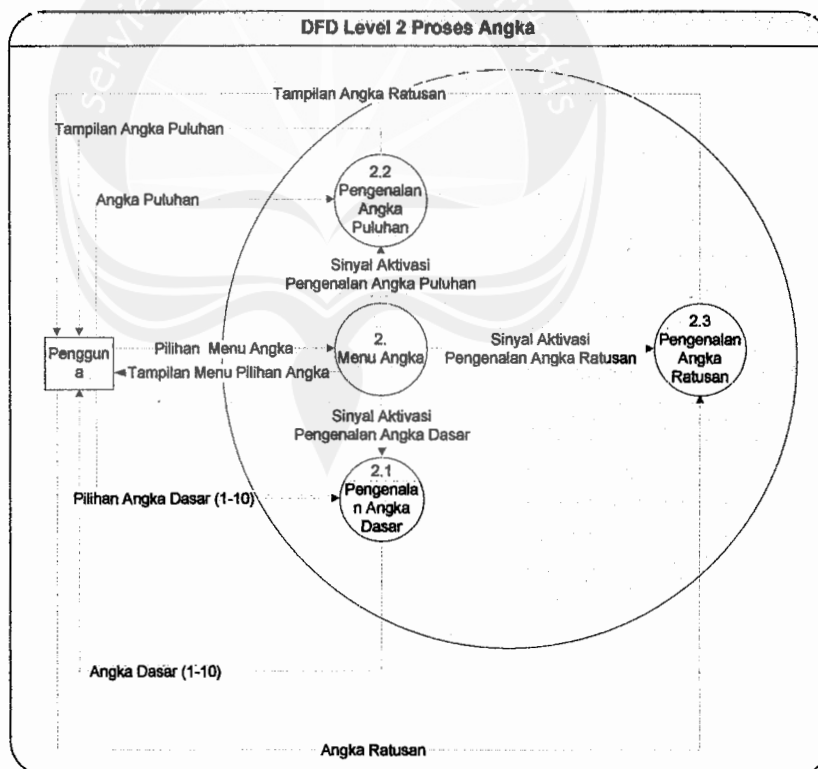 DFD Level 2 Proses Angka
serviens
Tampilan Angka Ratusan
Tampilan Angka Puluhan
2.2
Pengenalan
Angka
Puluhan
Angka Puluhan
Sinyal Aktivasi
Pengenalan Angka Puluhan
Penggun
a
Pilihan Menu Angka
Tampilan Menu Pilihan Angka
2.
Menu Angka
Sinyal Aktivasi
Pengenalan Angka Ratusan
2.3
Pengenalan
Angka
Ratusan
Sinyal Aktivasi
Pengenalan Angka Dasar
2.1
Pengenala
n Angka
Dasar
Pilihan Angka Dasar (1-10)
Angka Dasar (1-10)
Angka Ratusan